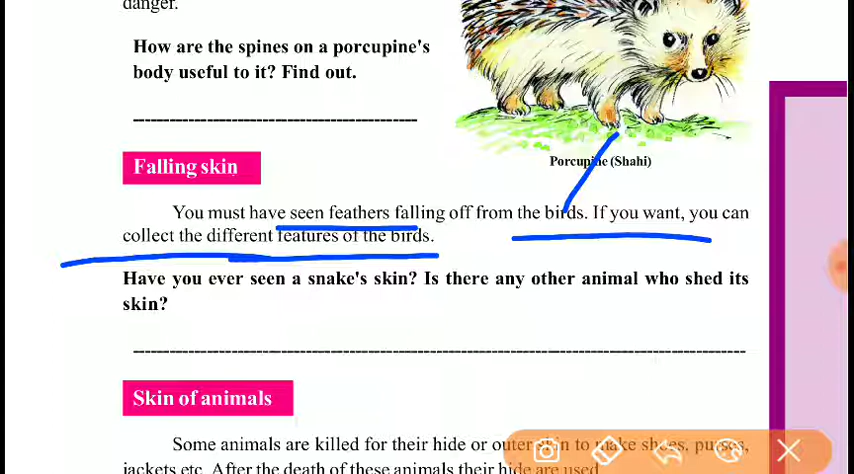 danger.
How are the spines on a porcupine's
body useful to it? Find out.
Porcupine (Shahi)
Falling skin
You must have seen feathers falling off from the birds. If you want, you can
collect the different features of the birds.
Have you ever seen a snake's skin? Is there any other animal who shed its
skin?
Skin of animals
Some animals are killed for their hide or outer skin to make shoes, purses,
jackets etc. After the death of these animals their hide are used